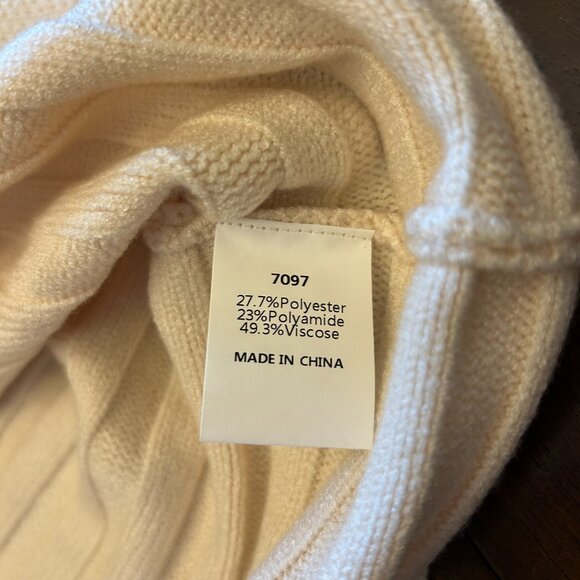 7097
27.7%Polyester
23%Polyamide
49.3%Viscose
MADE IN CHINA